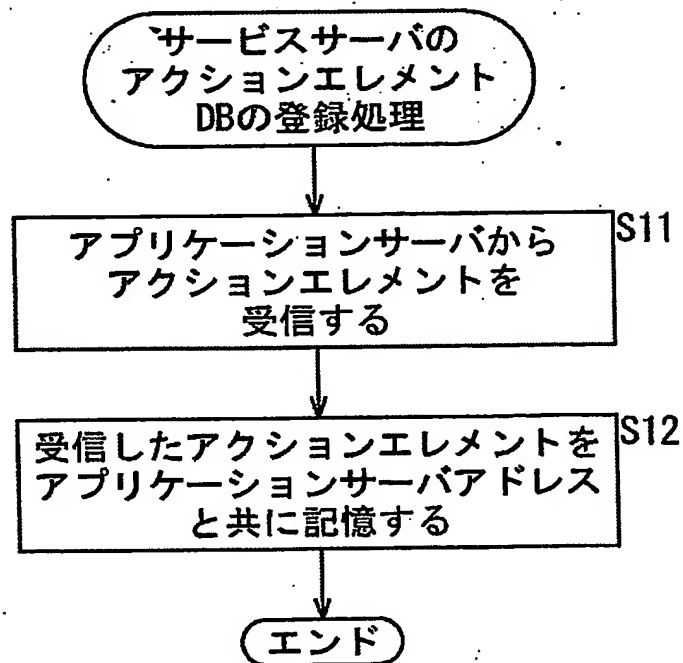 サービスサーバの
アクションエレメント
DBの登録処理
アプリケーションサーバから
アクションエレメントを
受信する
S11
受信したアクションエレメントを
アプリケーションサーバアドレス
と共に記憶する
S12
エンド